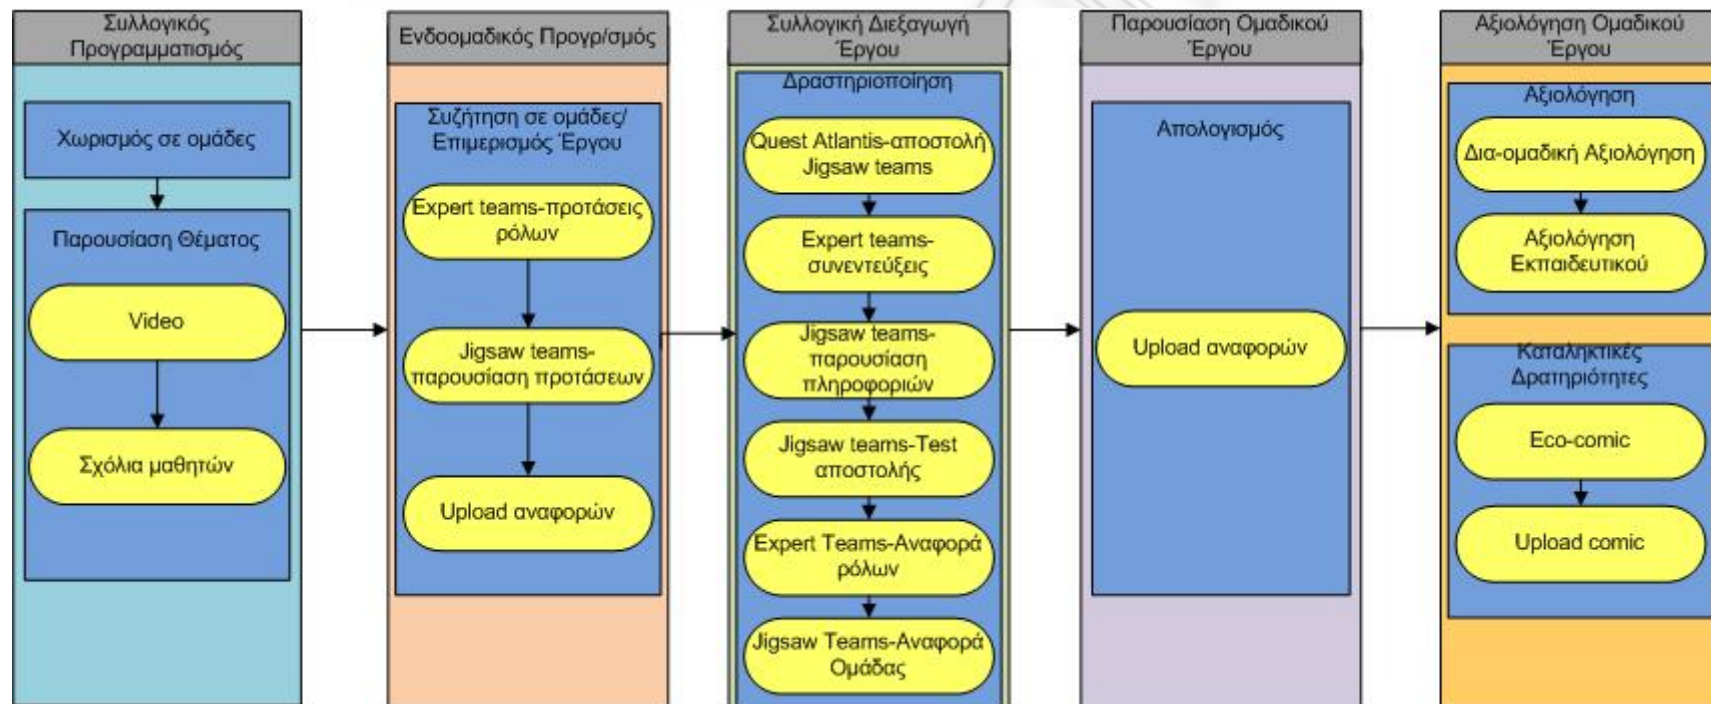 Συλλογικός
Προγραμματισμός
Χωρισμός σε ομάδες
Παρουσίαση Θέματος
Video
Σχόλια μαθητών
Ενδοομαδικός Προγρ/σμός
Συζήτηση σε ομάδες/
Επιμερισμός Έργου
Expert teams-προτάσεις
ρόλων
Jigsaw teams-
παρουσίαση προτάσεων
Upload αναφορών
Συλλογική Διεξαγωγή
Έργου
Δραστηριοποίηση
Quest Atlantis-αποστολή
Jigsaw teams
Expert teams-
συνεντεύξεις
Jigsaw teams-
παρουσίαση
πληροφοριών
Jigsaw teams-Test
αποστολής
Expert Teams-Αναφορά
ρόλων
Jigsaw Teams-Αναφορά
Ομάδας
Παρουσίαση Ομαδικού
Έργου
Απολογισμός
Upload αναφορών
Αξιολόγηση Ομαδικού
Έργου
Αξιολόγηση
Δια-ομαδική Αξιολόγηση
Αξιολόγηση
Εκπαιδευτικού
Καταληκτικές
Δρατηριότητες
Eco-comic
Upload comic